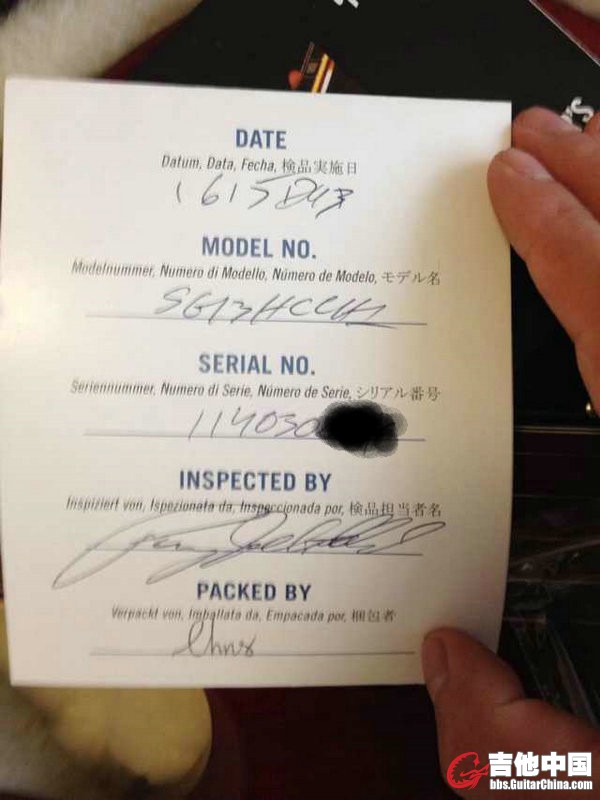 DATE
Datum, Data, Fecha, 検品実施日
MODEL NO.
Modelnummer, Numero di Modello, Número de Modelo, モデル名
SG13HCCH1
SERIAL NO.
Seriennummer, Numero di Serie, Número de Serie, シリアル番号
114030
INSPECTED BY
Inspiziert von, Ispezionata da, Inspeccionada por, 検品担当者名
PACKED BY
Verpackt von, Imballata da, Empacada por, 梱包者
Chris
吉他中国
bbs.GuitarChina.com